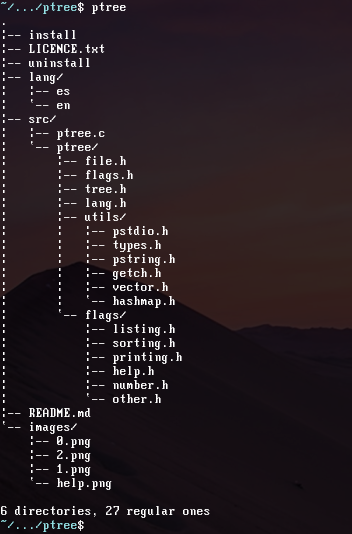 ~/.../ptree$ ptree
.
¦-- install
¦-- LICENCE.txt
¦-- uninstall
¦-- lang/
¦   ¦-- es
¦   '-- en
¦-- src/
¦   ¦-- ptree.c
¦   '-- ptree/
¦       ¦-- file.h
¦       ¦-- flags.h
¦       ¦-- tree.h
¦       ¦-- lang.h
¦       ¦-- utils/
¦       ¦   ¦-- pstdio.h
¦       ¦   ¦-- types.h
¦       ¦   ¦-- pstring.h
¦       ¦   ¦-- getch.h
¦       ¦   ¦-- vector.h
¦       ¦   '-- hashmap.h
¦       '-- flags/
¦           ¦-- listing.h
¦           ¦-- sorting.h
¦           ¦-- printing.h
¦           ¦-- help.h
¦           ¦-- number.h
¦           '-- other.h
¦-- README.md
'-- images/
    ¦-- 0.png
    ¦-- 2.png
    ¦-- 1.png
    '-- help.png

6 directories, 27 regular ones
~/.../ptree$